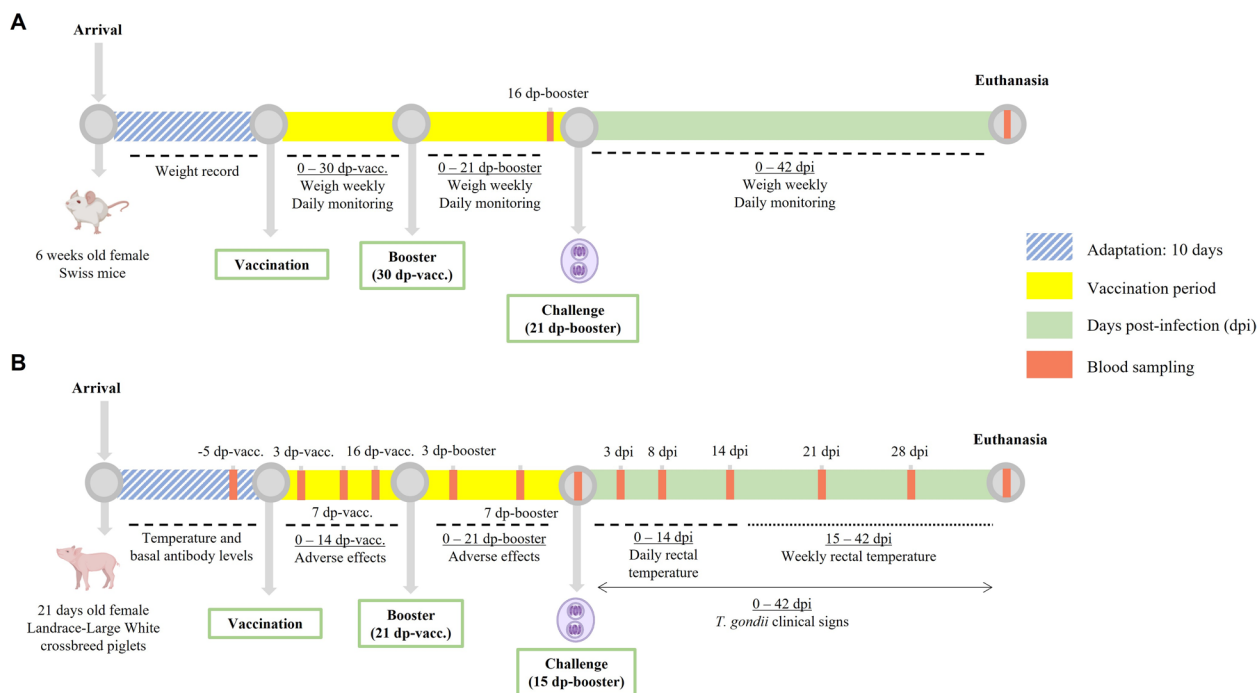 A
Arrival
Euthanasia
16 dp-booster
Weight record
0 – 30 dp-vacc.
Weigh weekly
Daily monitoring
0 – 21 dp-booster
Weigh weekly
Daily monitoring
0 – 42 dpi
Weigh weekly
Daily monitoring
6 weeks old female
Swiss mice
Vaccination
Booster
(30 dp-vacc.)
Challenge
(21 dp-booster)
Adaptation: 10 days
Vaccination period
Days post-infection (dpi)
Blood sampling
B
Arrival
Euthanasia
-5 dp-vacc.
3 dp-vacc.
16 dp-vacc.
3 dp-booster
3 dpi
8 dpi
14 dpi
21 dpi
28 dpi
7 dp-vacc.
7 dp-booster
Temperature and
basal antibody levels
0 – 14 dp-vacc.
Adverse effects
0 – 21 dp-booster
Adverse effects
0 – 14 dpi
Daily rectal
temperature
15 – 42 dpi
Weekly rectal temperature
0 – 42 dpi
T. gondii clinical signs
21 days old female
Landrace-Large White
crossbreed piglets
Vaccination
Booster
(21 dp-vacc.)
Challenge
(15 dp-booster)